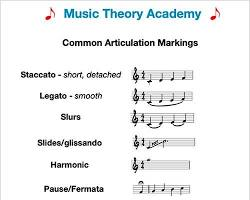 Music Theory Academy
Common Articulation Markings
Staccato - short, detached
Legato - smooth
Slurs
Slides/glissando
Harmonic
Pause/Fermata